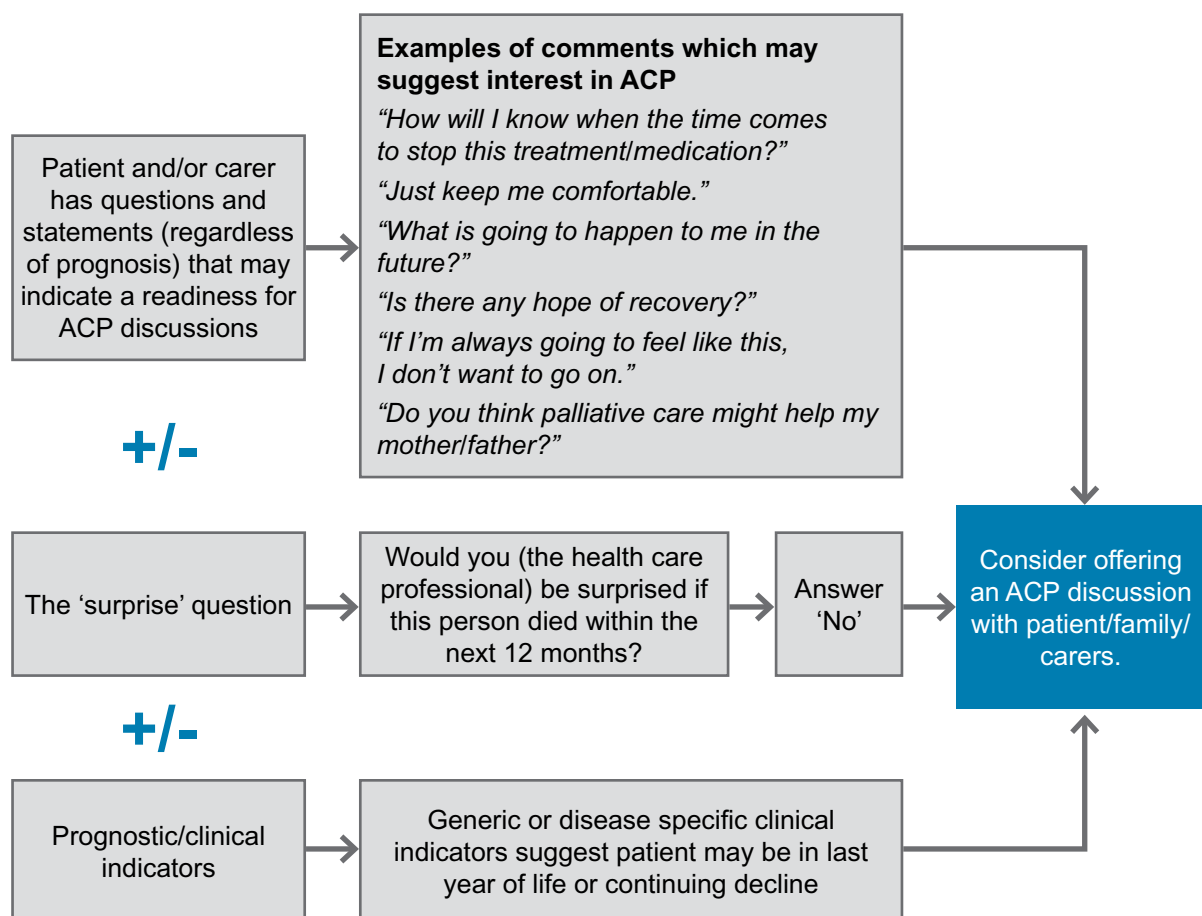 Patient and/or carer
has questions and
statements (regardless
of prognosis) that may
indicate a readiness for
ACP discussions
Examples of comments which may
suggest interest in ACP
“How will I know when the time comes
to stop this treatment/medication?”
“Just keep me comfortable.”
“What is going to happen to me in the
future?”
“Is there any hope of recovery?”
“If I’m always going to feel like this,
I don’t want to go on.”
“Do you think palliative care might help my
mother/father?”
+/-
The ‘surprise’ question
Would you (the health care
professional) be surprised if
this person died within the
next 12 months?
Answer
‘No’
Consider offering
an ACP discussion
with patient/family/
carers.
+/-
Prognostic/clinical
indicators
Generic or disease specific clinical
indicators suggest patient may be in last
year of life or continuing decline